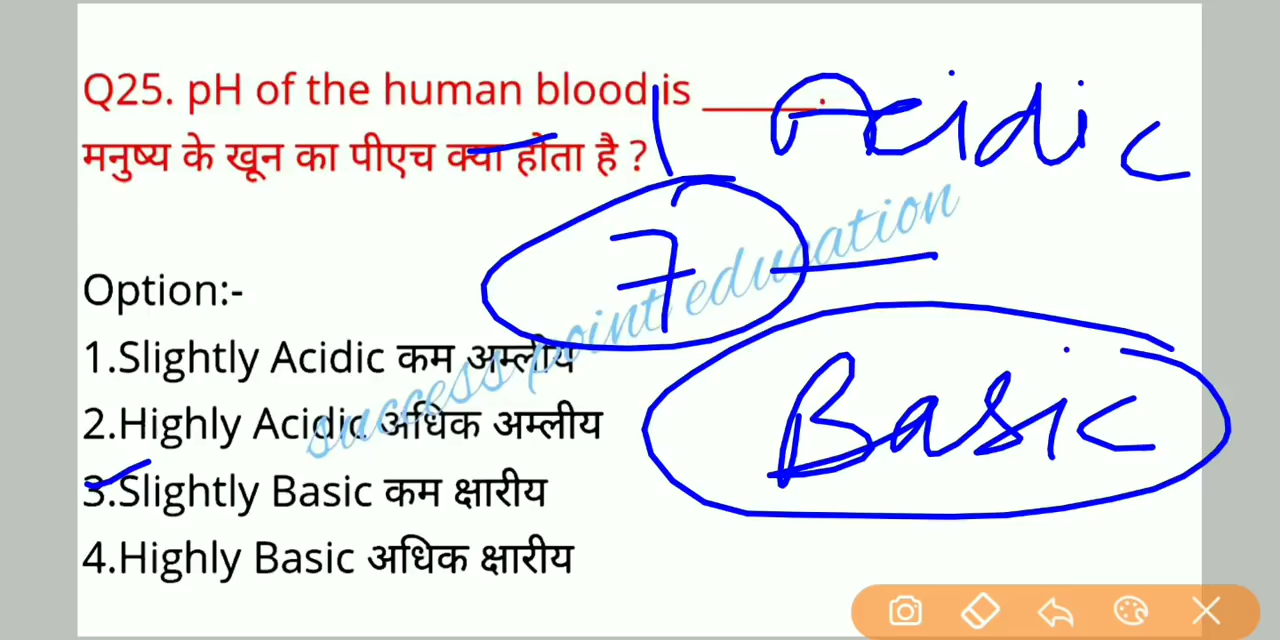 Q25. pH of the human blood is ______.
मनुष्य के खून का पीएच क्या होता है ?
Acidic
7
Option:-
1.Slightly Acidic कम अम्लीय
2.Highly Acidic अधिक अम्लीय
3.Slightly Basic कम क्षारीय
4.Highly Basic अधिक क्षारीय
Basic
success point education